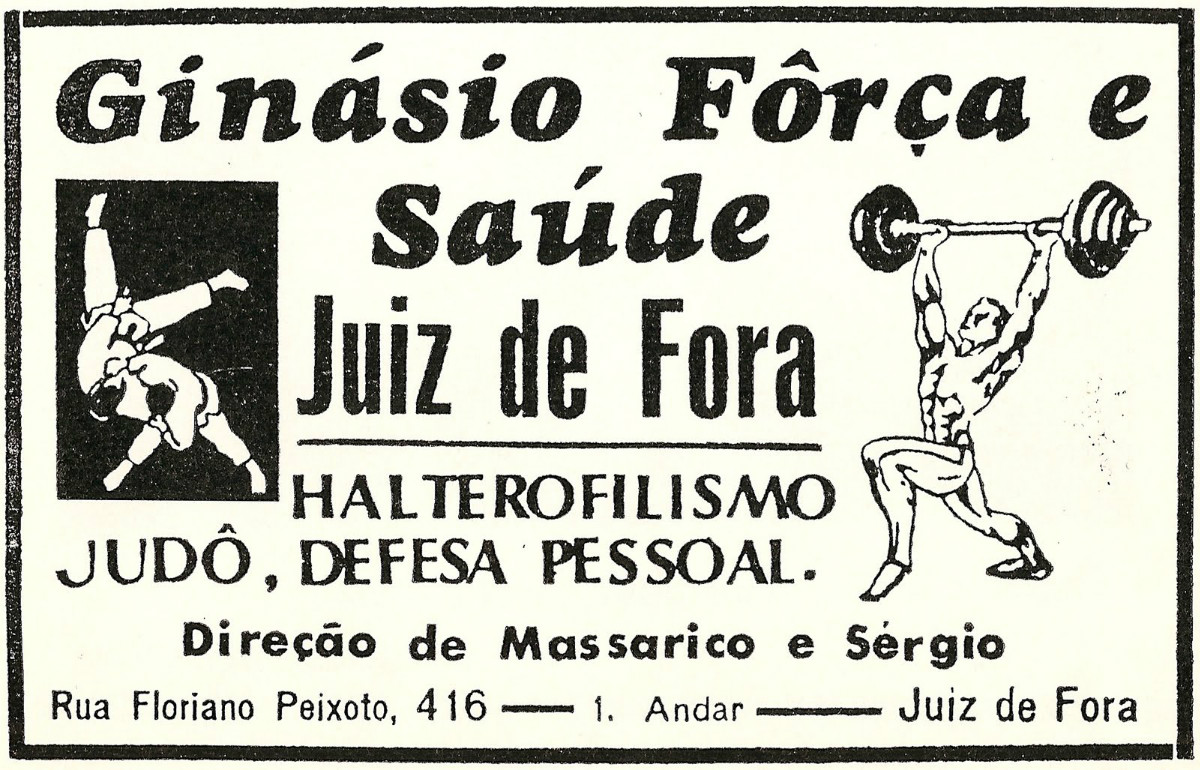 Ginásio Fôrça e
Saúde
Juiz de Fora
HALTEROFILISMO
JUDÔ, DEFESA PESSOAL.
Direção de Massarico e Sérgio
Rua Floriano Peixoto, 416 — 1. Andar — Juiz de Fora